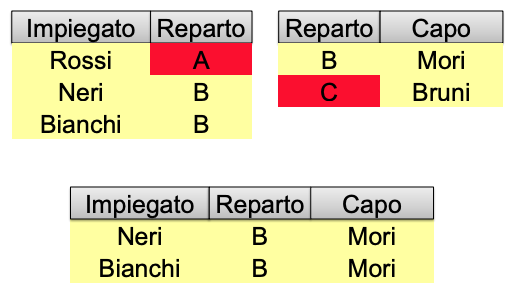 Impiegato Reparto
Rossi A
Neri B
Bianchi B
Reparto Capo
B Mori
C Bruni
Impiegato Reparto Capo
Neri B Mori
Bianchi B Mori